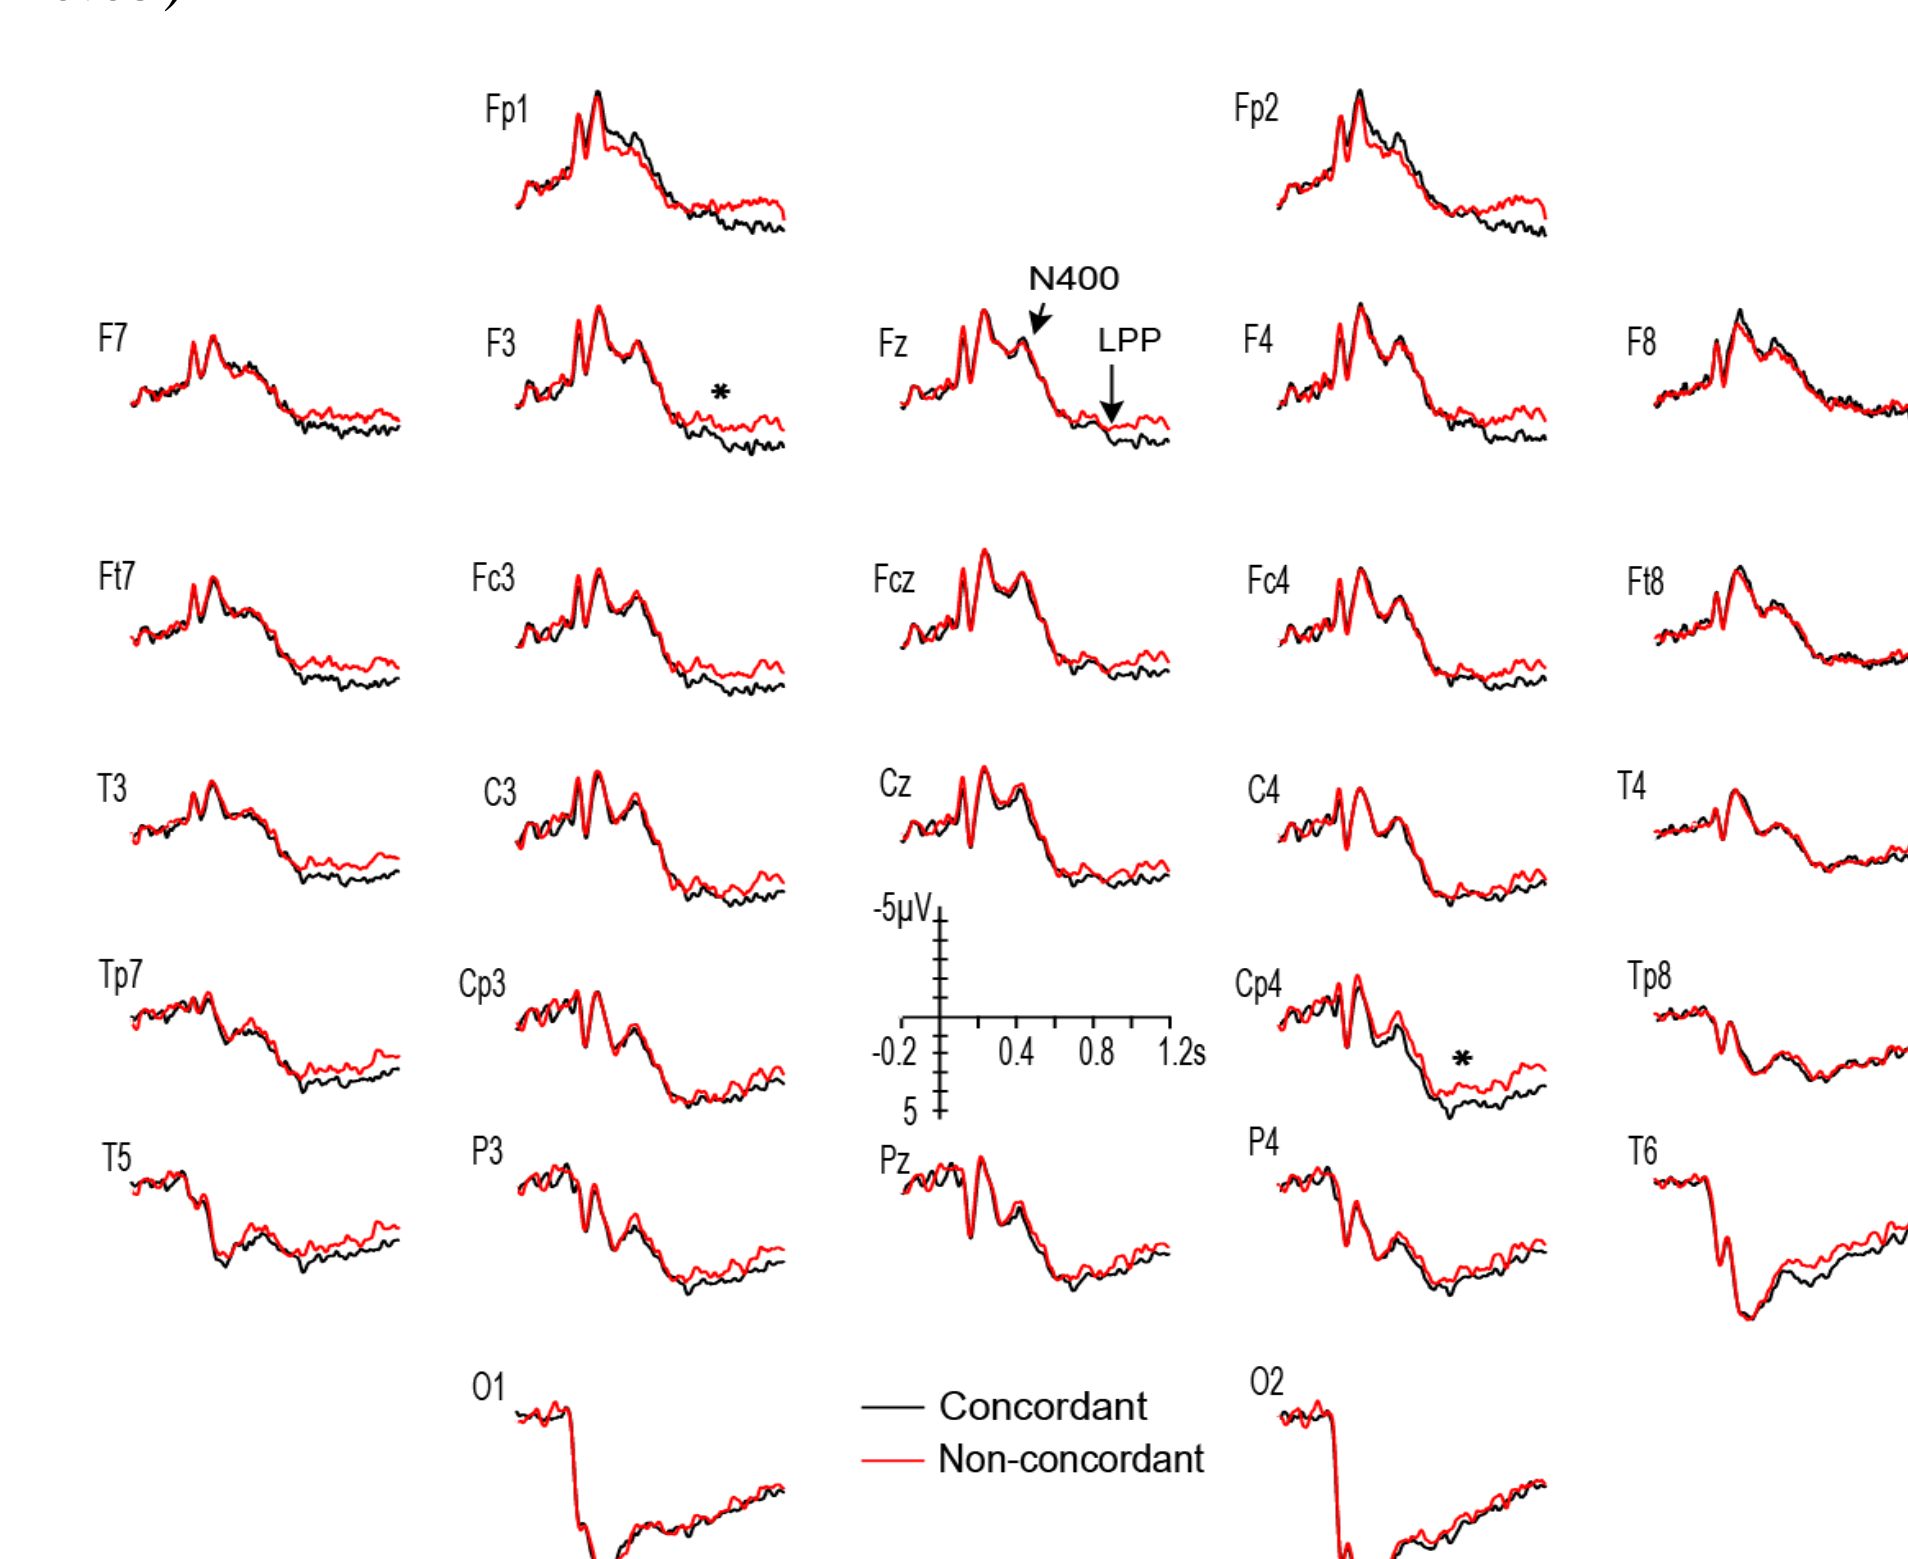 Fp1 Fp2
N400
F7 F3 * Fz LPP F4 F8
Ft7 Fc3 Fcz Fc4 Ft8
T3 C3 Cz C4 T4
-5µV
Tp7 Cp3 Cp4 Tp8
-0.2 0.4 0.8 1.2s *
5
T5 P3 Pz P4 T6
O1 O2
Concordant
Non-concordant